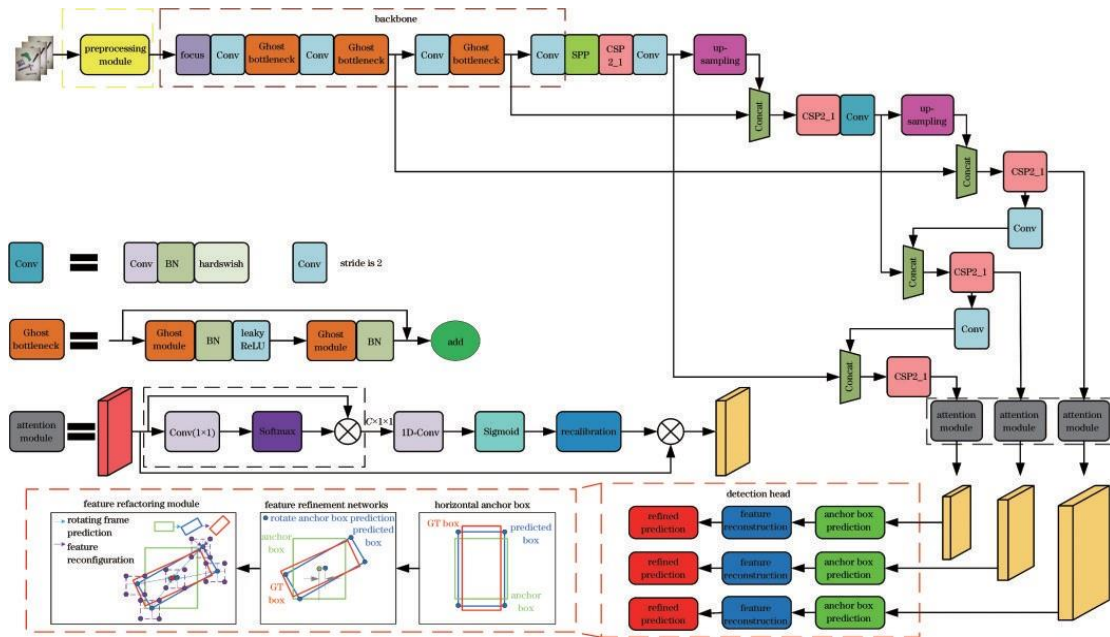 backbone
preprocessing
module
focus
Conv
Ghost
bottleneck
Conv
Ghost
bottleneck
Conv
Ghost
bottleneck
Conv
SPP
CSP
2_1
Conv
up-
sampling
Concat
CSP2_1
Conv
up-
sampling
Concat
CSP2_1
Conv
Concat
CSP2_1
Conv
Concat
CSP2_1
Conv
Conv
BN
hardswish
Conv
stride is 2
Ghost
bottleneck
Ghost
module
BN
leaky
ReLU
Ghost
module
BN
add
attention
module
Conv(1×1)
Softmax
C×1×1
1D-Conv
Sigmoid
recalibration
attention
module
attention
module
attention
module
feature refactoring module
rotating frame
prediction
feature
reconfiguration
feature refinement networks
rotate anchor box prediction
predicted
box
anchor
box
GT
box
horizontal anchor box
GT box
predicted
box
anchor
box
detection head
refined
prediction
feature
reconstruction
anchor box
prediction
refined
prediction
feature
reconstruction
anchor box
prediction
refined
prediction
feature
reconstruction
anchor box
prediction